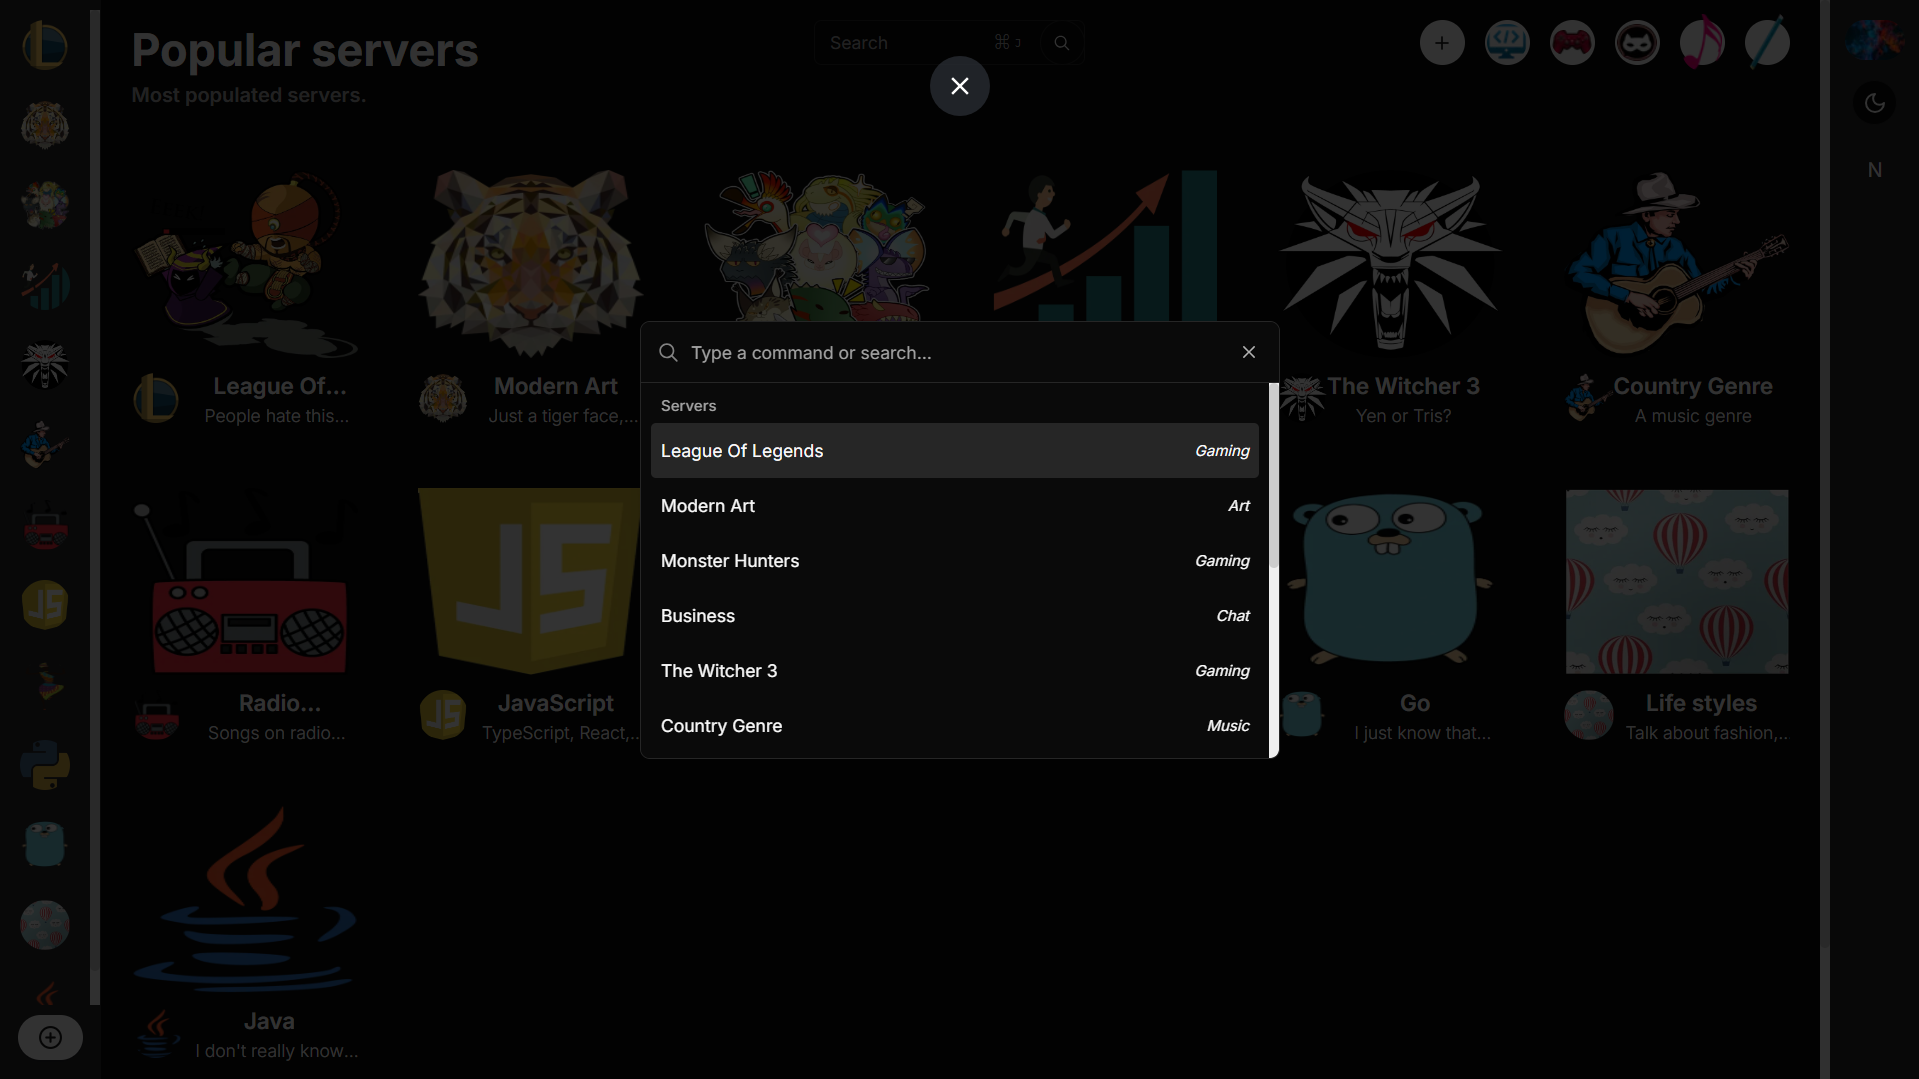 Popular servers
Most populated servers.
Search ⌘ J
N
Type a command or search...
Servers
League Of Legends Gaming
Modern Art Art
Monster Hunters Gaming
Business Chat
The Witcher 3 Gaming
Country Genre Music
League Of...
People hate this...
Modern Art
Just a tiger face,...
The Witcher 3
Yen or Tris?
Country Genre
A music genre
JS
JS
Radio...
Songs on radio...
JS
JavaScript
TypeScript, React,...
Go
I just know that...
Life styles
Talk about fashion,...
Java
I don't really know...